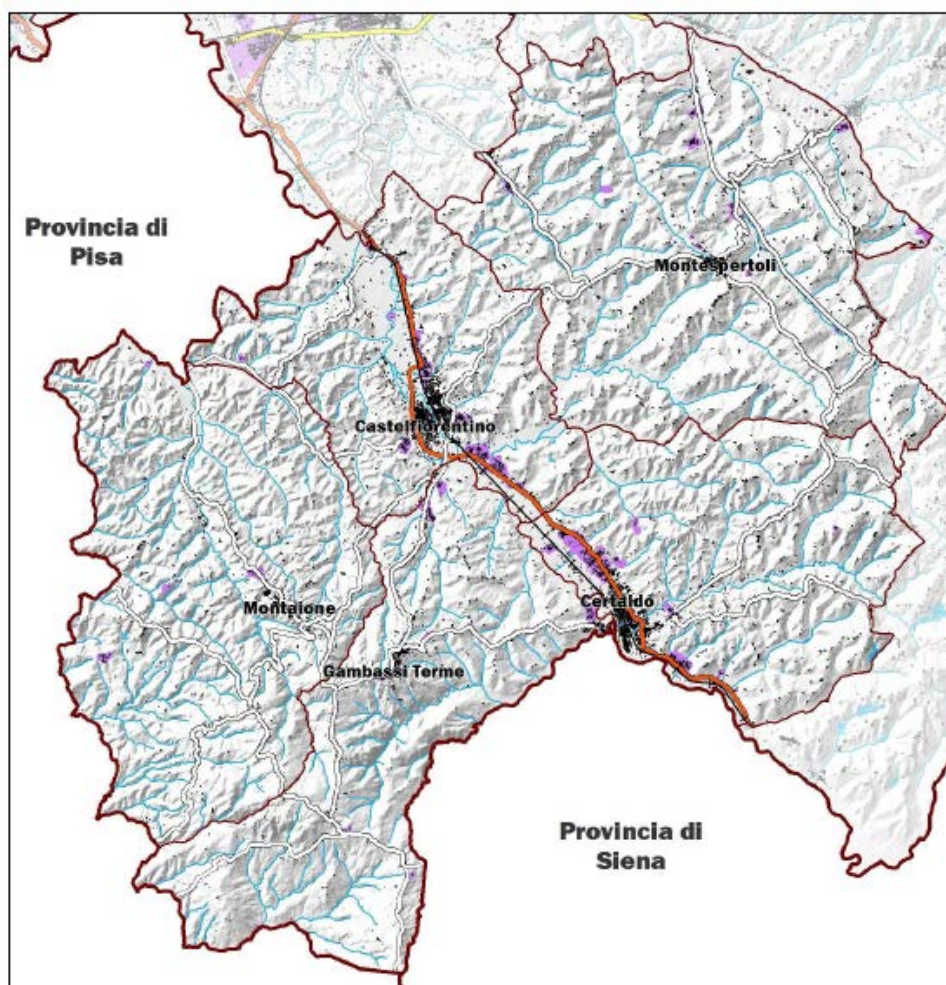 Provincia di
Pisa
Montespertoli
Castelfiorentino
Montaione
Certaldo
Gambassi Terme
Provincia di
Siena